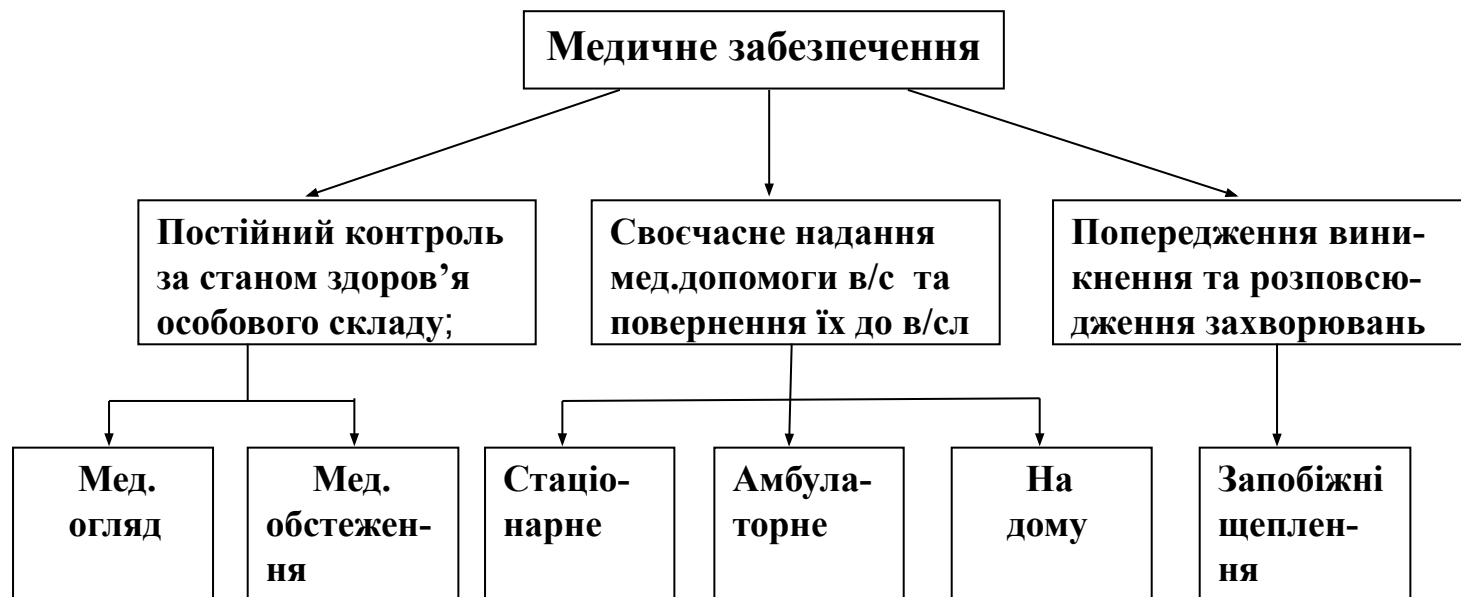 Медичне забезпечення
Постійний контроль
за станом здоров’я
особового складу;
Своєчасне надання
мед.допомоги в/с та
повернення їх до в/сл
Попередження вини-
кнення та розповсю-
дження захворювань
Мед.
огляд
Мед.
обстежен-
ня
Стаціо-
нарне
Амбула-
торне
На
дому
Запобіжні
щеплен-
ня